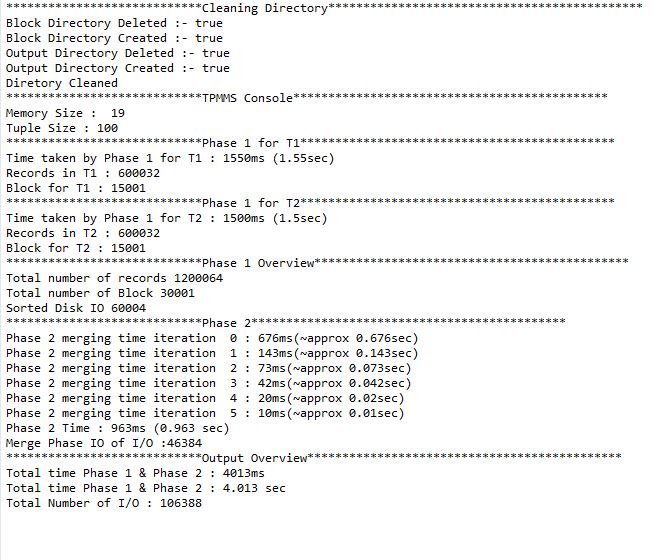 ****************************Cleaning Directory*********************************************
Block Directory Deleted :- true
Block Directory Created :- true
Output Directory Deleted :- true
Output Directory Created :- true
Diretory Cleaned
****************************TPMMS Console*********************************************
Memory Size :  19
Tuple Size : 100
****************************Phase 1 for T1*********************************************
Time taken by Phase 1 for T1 : 1550ms (1.55sec)
Records in T1 : 600032
Block for T1 : 15001
****************************Phase 1 for T2*********************************************
Time taken by Phase 1 for T2 : 1500ms (1.5sec)
Records in T2 : 600032
Block for T2 : 15001
****************************Phase 1 Overview*********************************************
Total number of records 1200064
Total number of Block 30001
Sorted Disk IO 60004
****************************Phase 2*********************************************
Phase 2 merging time iteration  0 : 676ms(~approx 0.676sec)
Phase 2 merging time iteration  1 : 143ms(~approx 0.143sec)
Phase 2 merging time iteration  2 : 73ms(~approx 0.073sec)
Phase 2 merging time iteration  3 : 42ms(~approx 0.042sec)
Phase 2 merging time iteration  4 : 20ms(~approx 0.02sec)
Phase 2 merging time iteration  5 : 10ms(~approx 0.01sec)
Phase 2 Time : 963ms (0.963 sec)
Merge Phase IO of I/O :46384
****************************Output Overview*********************************************
Total time Phase 1 & Phase 2 : 4013ms
Total time Phase 1 & Phase 2 : 4.013 sec
Total Number of I/O : 106388